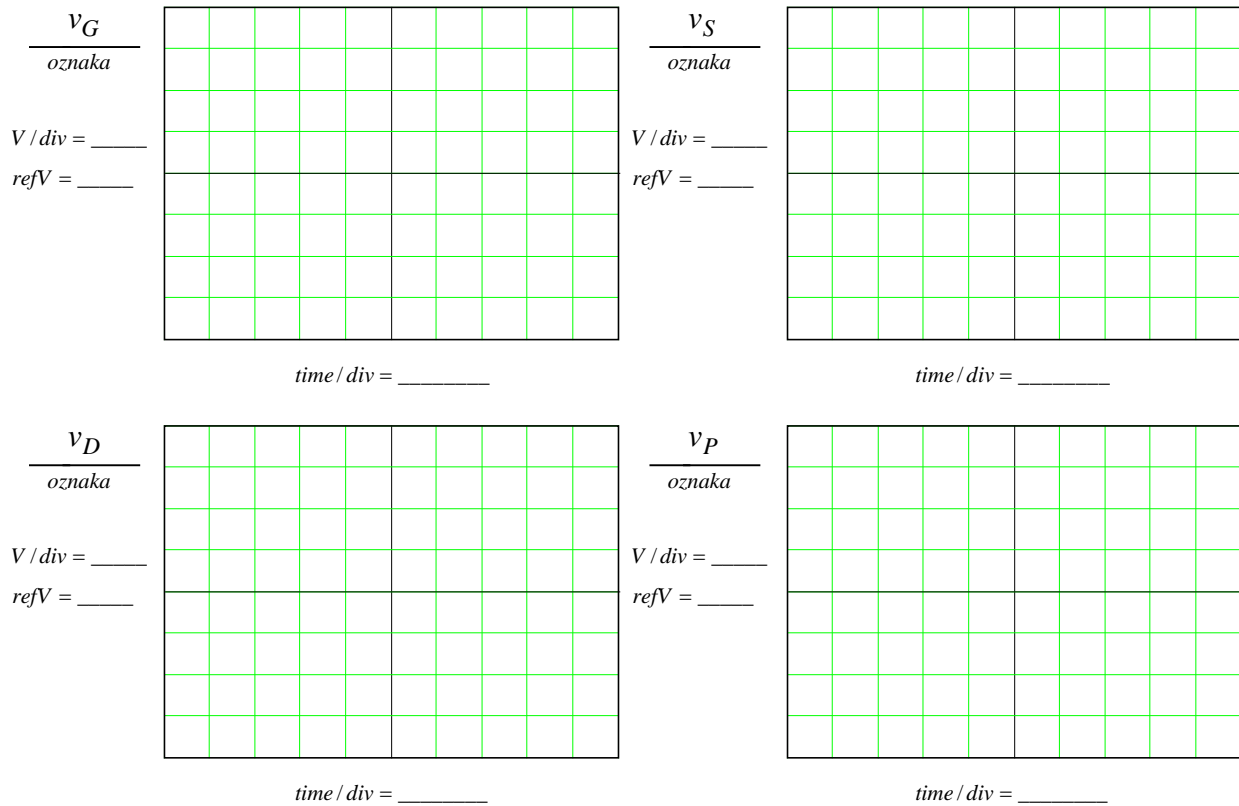 v_G
oznaka
V / div = _____
refV = _____
time / div = ________
v_S
oznaka
V / div = _____
refV = _____
time / div = ________
v_D
oznaka
V / div = _____
refV = _____
time / div = ________
v_P
oznaka
V / div = _____
refV = _____
time / div = ________